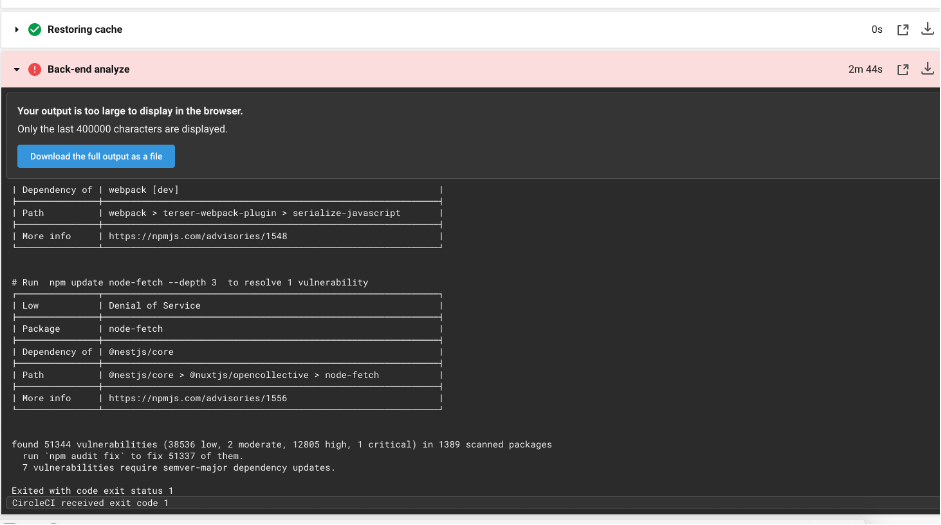 Restoring cache 0s
Back-end analyze 2m 44s
Your output is too large to display in the browser.
Only the last 400000 characters are displayed.
Download the full output as a file
| Dependency of | webpack [dev] |
| Path | webpack > terser-webpack-plugin > serialize-javascript |
| More info | https://npmjs.com/advisories/1548 |
# Run  npm update node-fetch --depth 3  to resolve 1 vulnerability
| Low | Denial of Service |
| Package | node-fetch |
| Dependency of | @nestjs/core |
| Path | @nestjs/core > @nuxtjs/opencollective > node-fetch |
| More info | https://npmjs.com/advisories/1556 |
found 51344 vulnerabilities (38536 low, 2 moderate, 12805 high, 1 critical) in 1389 scanned packages
run `npm audit fix` to fix 51337 of them.
7 vulnerabilities require semver-major dependency updates.
Exited with code exit status 1
CircleCI received exit code 1